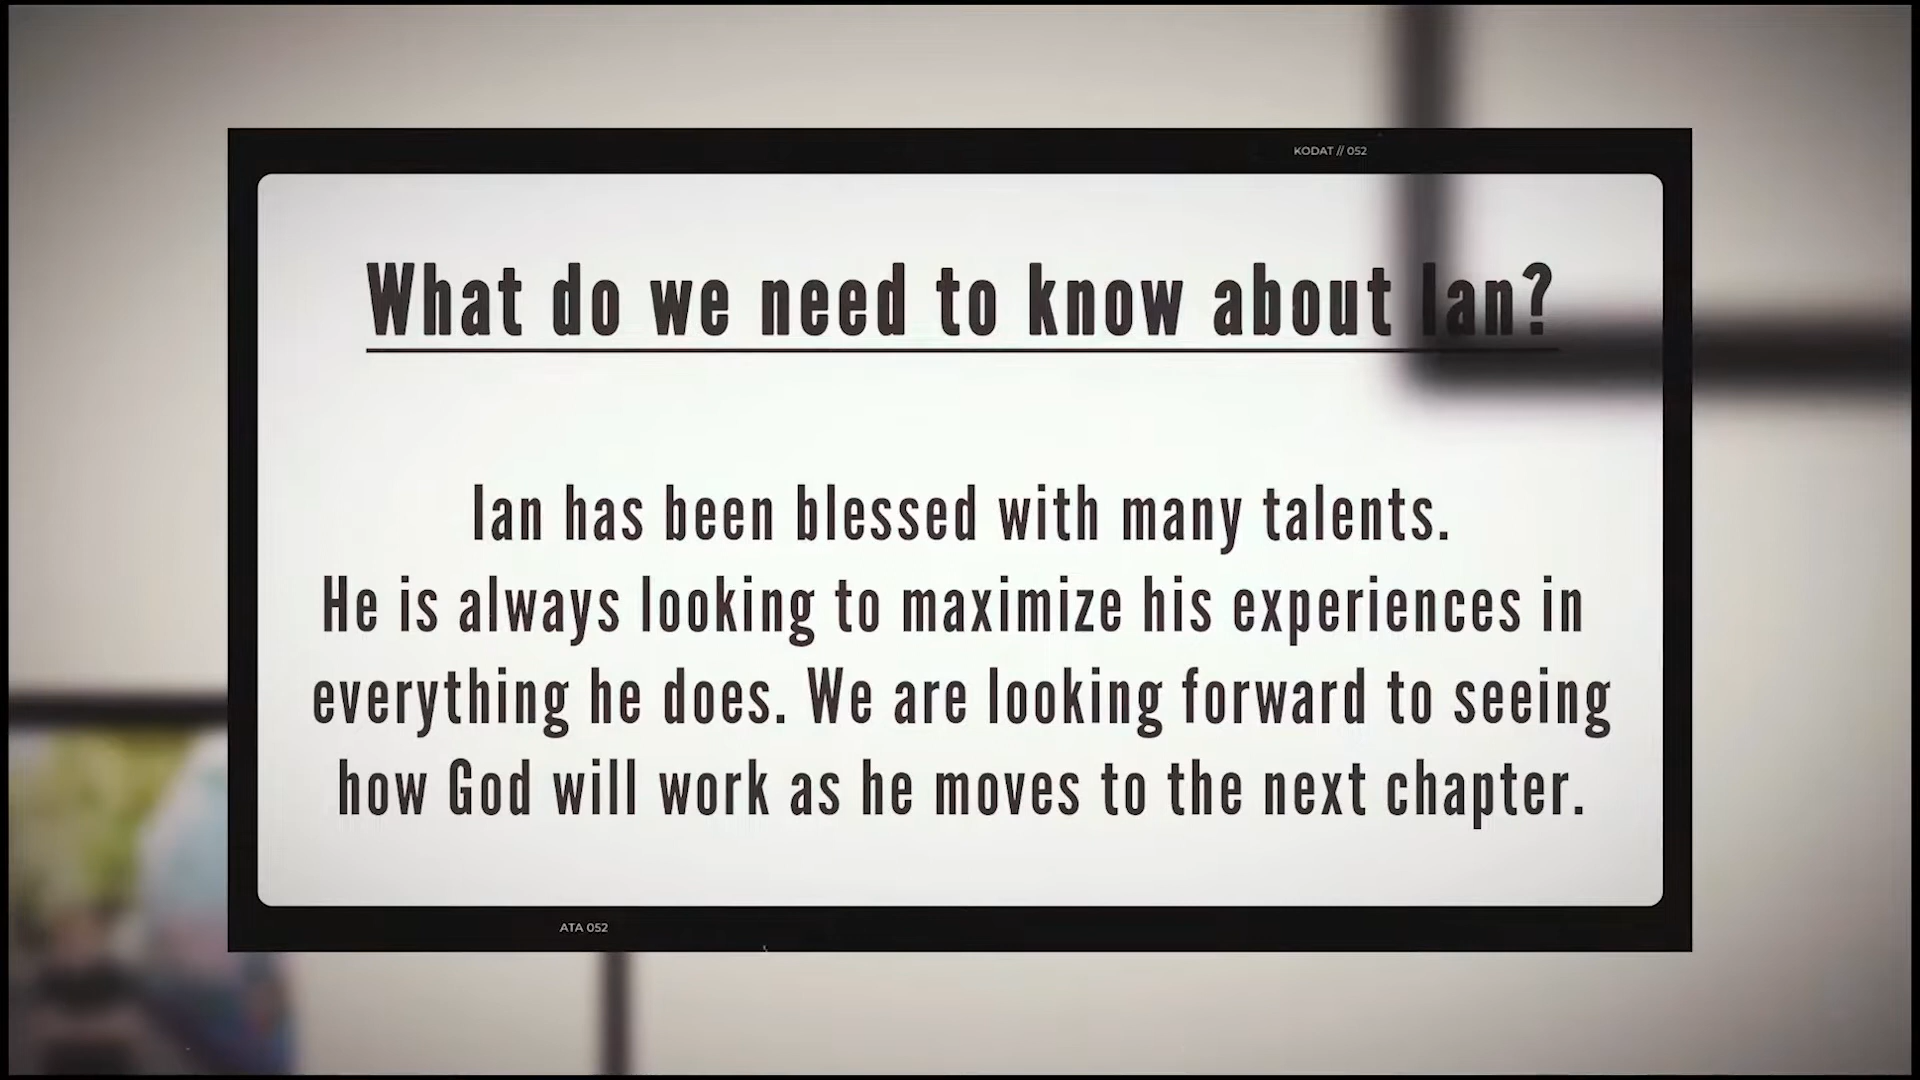 KODAT // 052
What do we need to know about Ian?
Ian has been blessed with many talents.
He is always looking to maximize his experiences in
everything he does. We are looking forward to seeing
how God will work as he moves to the next chapter.
ATA 052